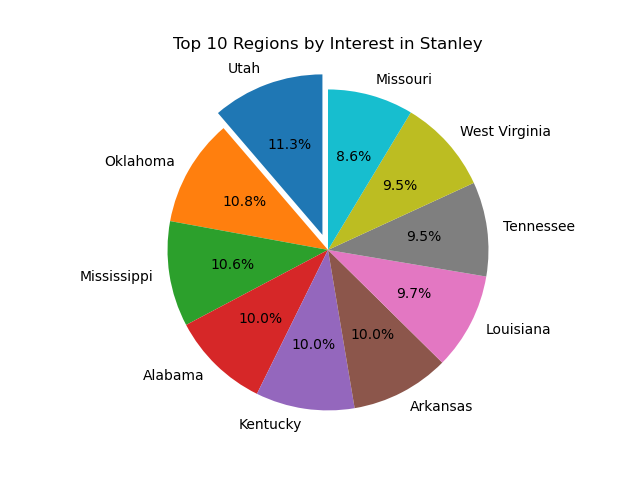 Top 10 Regions by Interest in Stanley
Utah
11.3%
Oklahoma
10.8%
Mississippi
10.6%
Alabama
10.0%
Kentucky
10.0%
Arkansas
10.0%
Louisiana
9.7%
Tennessee
9.5%
West Virginia
9.5%
Missouri
8.6%